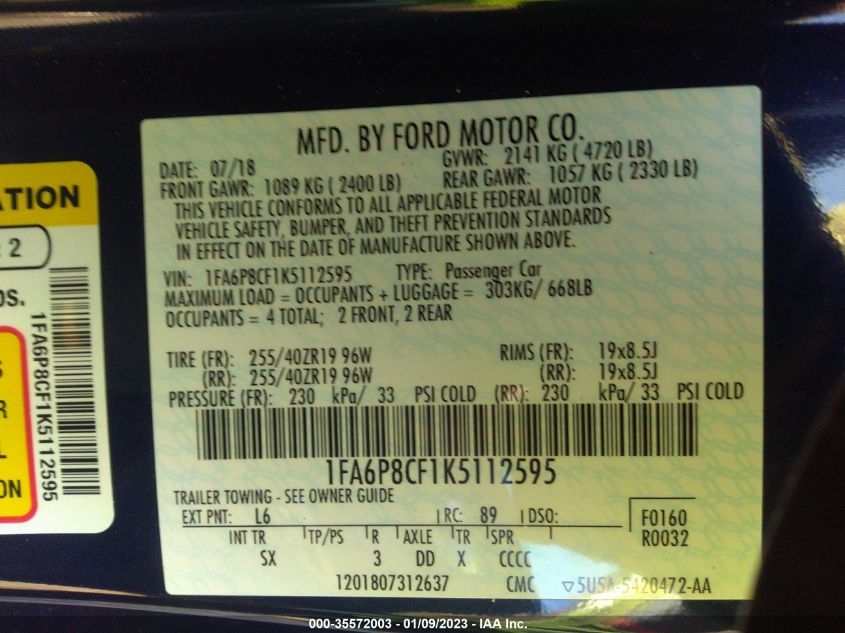 ATION
: 2
OS.
1FA6P8CF1K5112595
S
R
L
ON
MFD. BY FORD MOTOR CO.
DATE: 07/18 GVWR: 2141 KG ( 4720 LB)
FRONT GAWR: 1089 KG ( 2400 LB) REAR GAWR: 1057 KG ( 2330 LB)
THIS VEHICLE CONFORMS TO ALL APPLICABLE FEDERAL MOTOR
VEHICLE SAFETY, BUMPER, AND THEFT PREVENTION STANDARDS
IN EFFECT ON THE DATE OF MANUFACTURE SHOWN ABOVE.
VIN: 1FA6P8CF1K5112595 TYPE: Passenger Car
MAXIMUM LOAD = OCCUPANTS + LUGGAGE = 303KG/ 668LB
OCCUPANTS = 4 TOTAL; 2 FRONT, 2 REAR
TIRE (FR): 255/40ZR19 96W RIMS (FR): 19x8.5J
(RR): 255/40ZR19 96W (RR): 19x8.5J
PRESSURE (FR): 230 kPa/ 33 PSI COLD (RR): 230 kPa/ 33 PSI COLD
1FA6P8CF1K5112595
TRAILER TOWING - SEE OWNER GUIDE
EXT PNT: L6 RC: 89 DSO: F0160
INT TR TP/PS R AXLE TR SPR R0032
SX 3 DD X CCCC
1201807312637 CMC ▽5U5A-5420472-AA
000-35572003 - 01/09/2023 - IAA Inc.